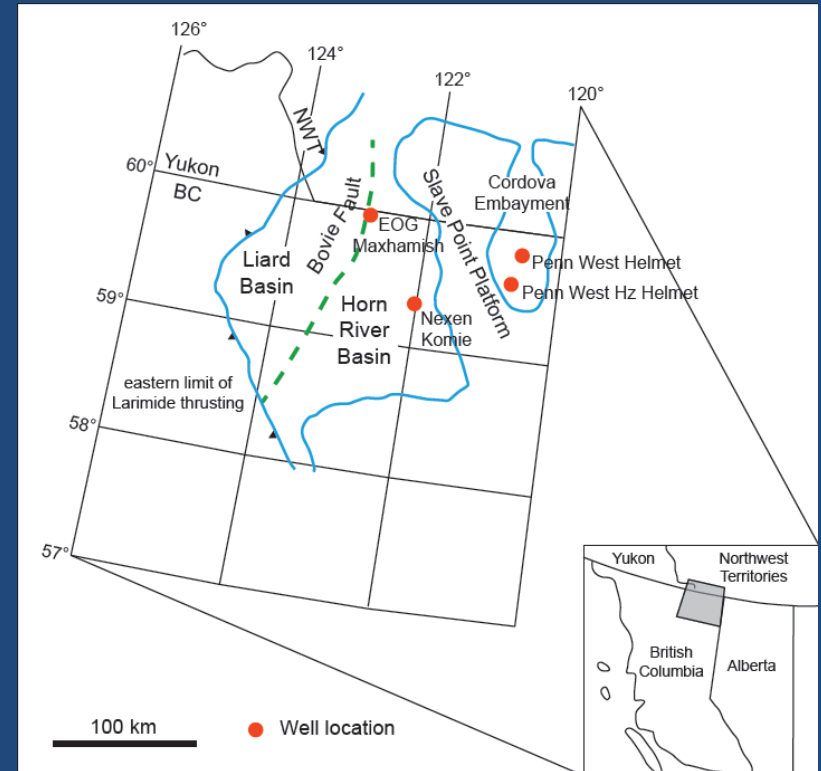 126°
124°
122°
120°
NWT
60°
Yukon
BC
Bovie Fault
Slave Point Platform
Cordova
Embayment
EOG
Maxhamish
Penn West Helmet
Penn West Hz Helmet
Liard
Basin
59°
Horn
River
Basin
Nexen
Komie
eastern limit of
Larimide thrusting
58°
57°
Yukon
Northwest
Territories
British
Columbia
Alberta
100 km
Well location